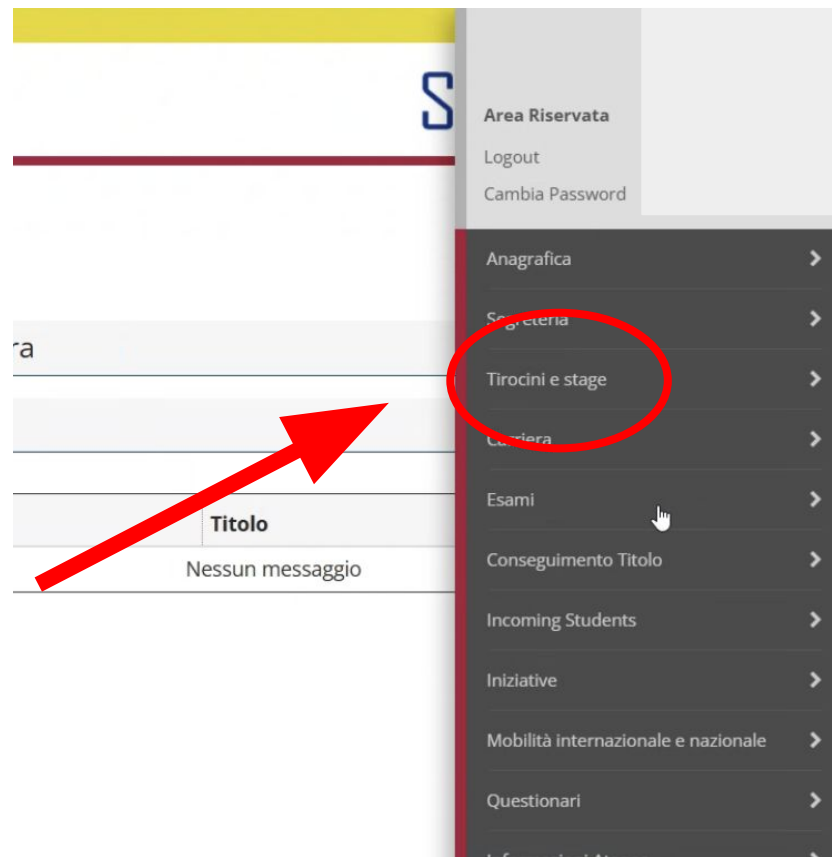 S
Area Riservata
Logout
Cambia Password
Anagrafica
Segreteria
ra
Tirocini e stage
Carriera
Esami
Titolo
Nessun messaggio
Conseguimento Titolo
Incoming Students
Iniziative
Mobilità internazionale e nazionale
Questionari